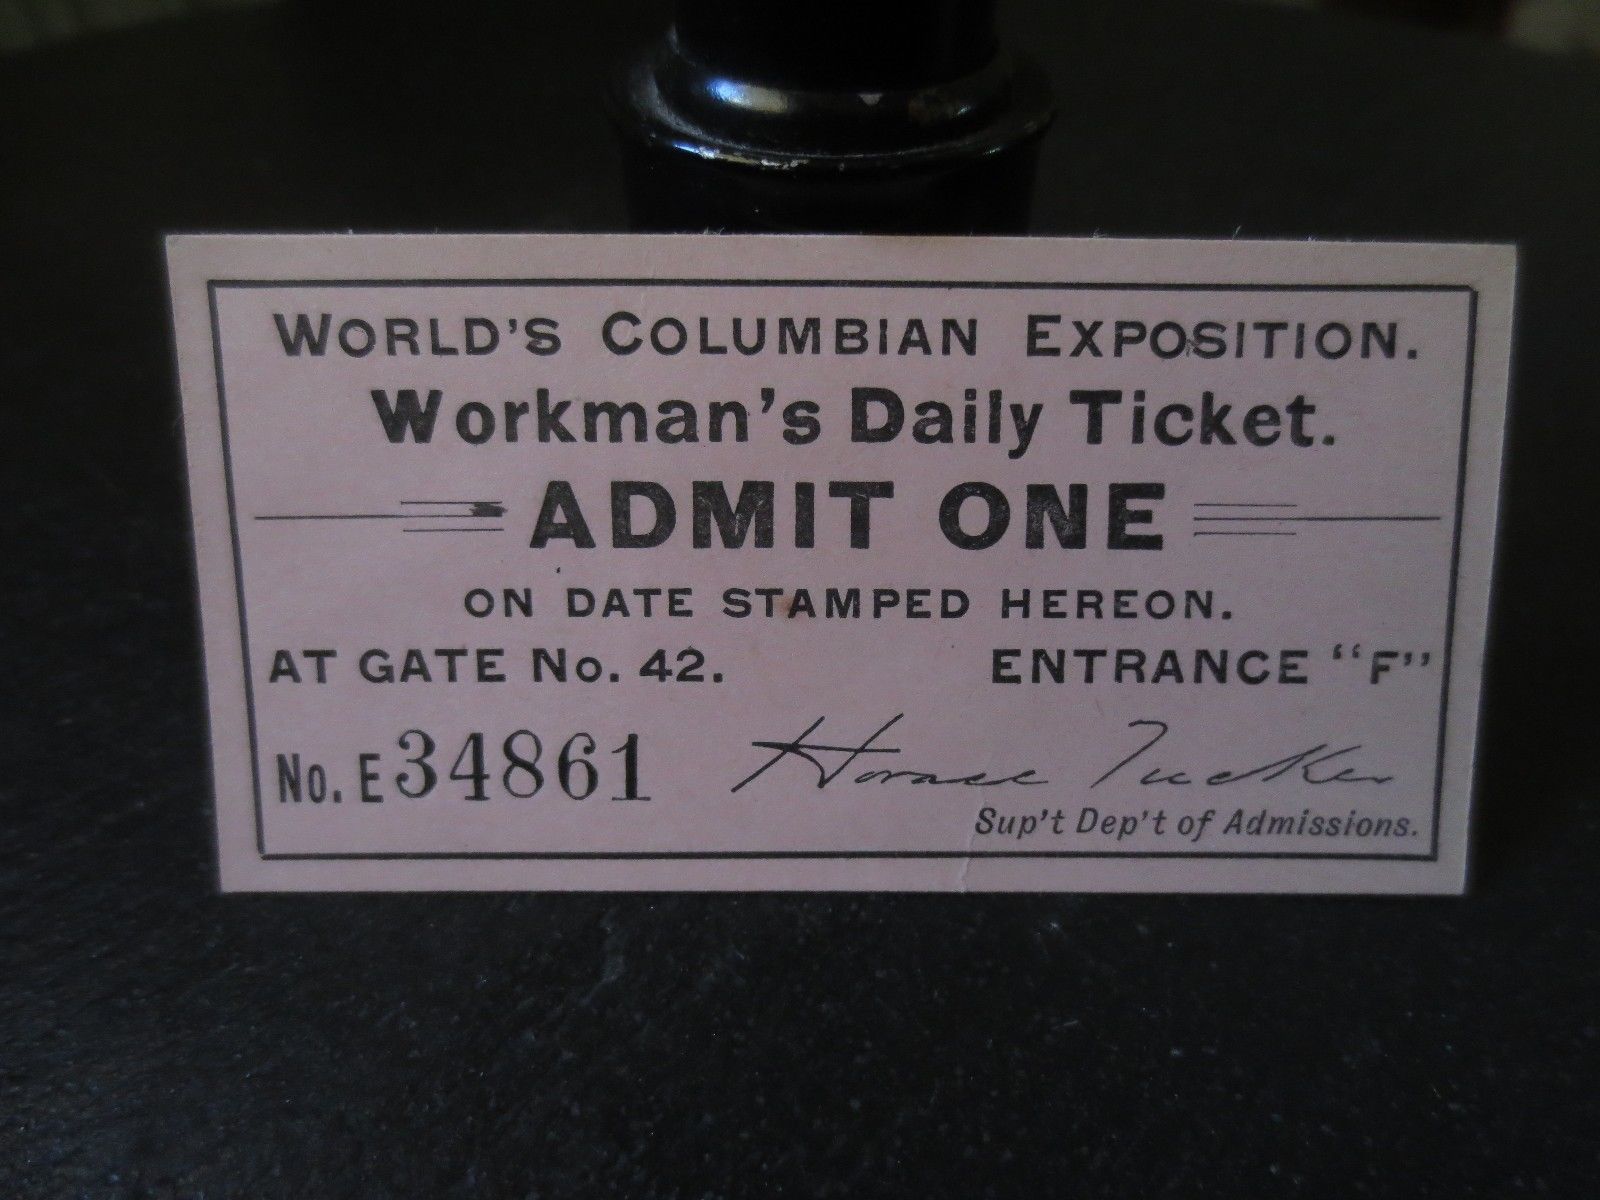 WORLD'S COLUMBIAN EXPOSITION.
Workman's Daily Ticket.
ADMIT ONE
ON DATE STAMPED HEREON.
AT GATE No. 42. ENTRANCE "F"
No. E 34861 Horace Tucker
Sup't Dep't of Admissions.